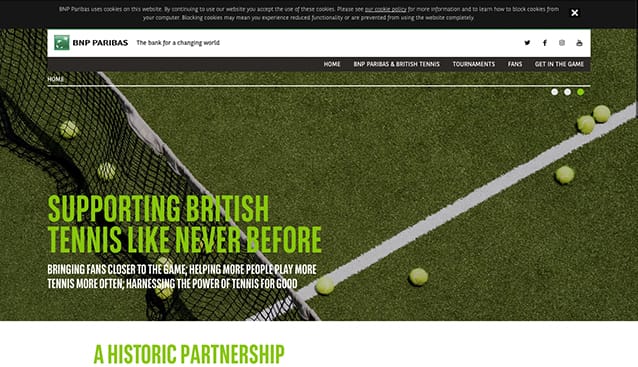 BNP Paribas uses cookies on this website. By continuing to use our website you accept the use of these cookies. Please see our cookie policy for more information and to learn how to block cookies from
your computer. Blocking cookies may mean you experience reduced functionality or are prevented from using the website completely.
BNP PARIBAS The bank for a changing world
HOME BNP PARIBAS & BRITISH TENNIS TOURNAMENTS FANS GET IN THE GAME
HOME
SUPPORTING BRITISH
TENNIS LIKE NEVER BEFORE
BRINGING FANS CLOSER TO THE GAME; HELPING MORE PEOPLE PLAY MORE
TENNIS MORE OFTEN; HARNESSING THE POWER OF TENNIS FOR GOOD
A HISTORIC PARTNERSHIP